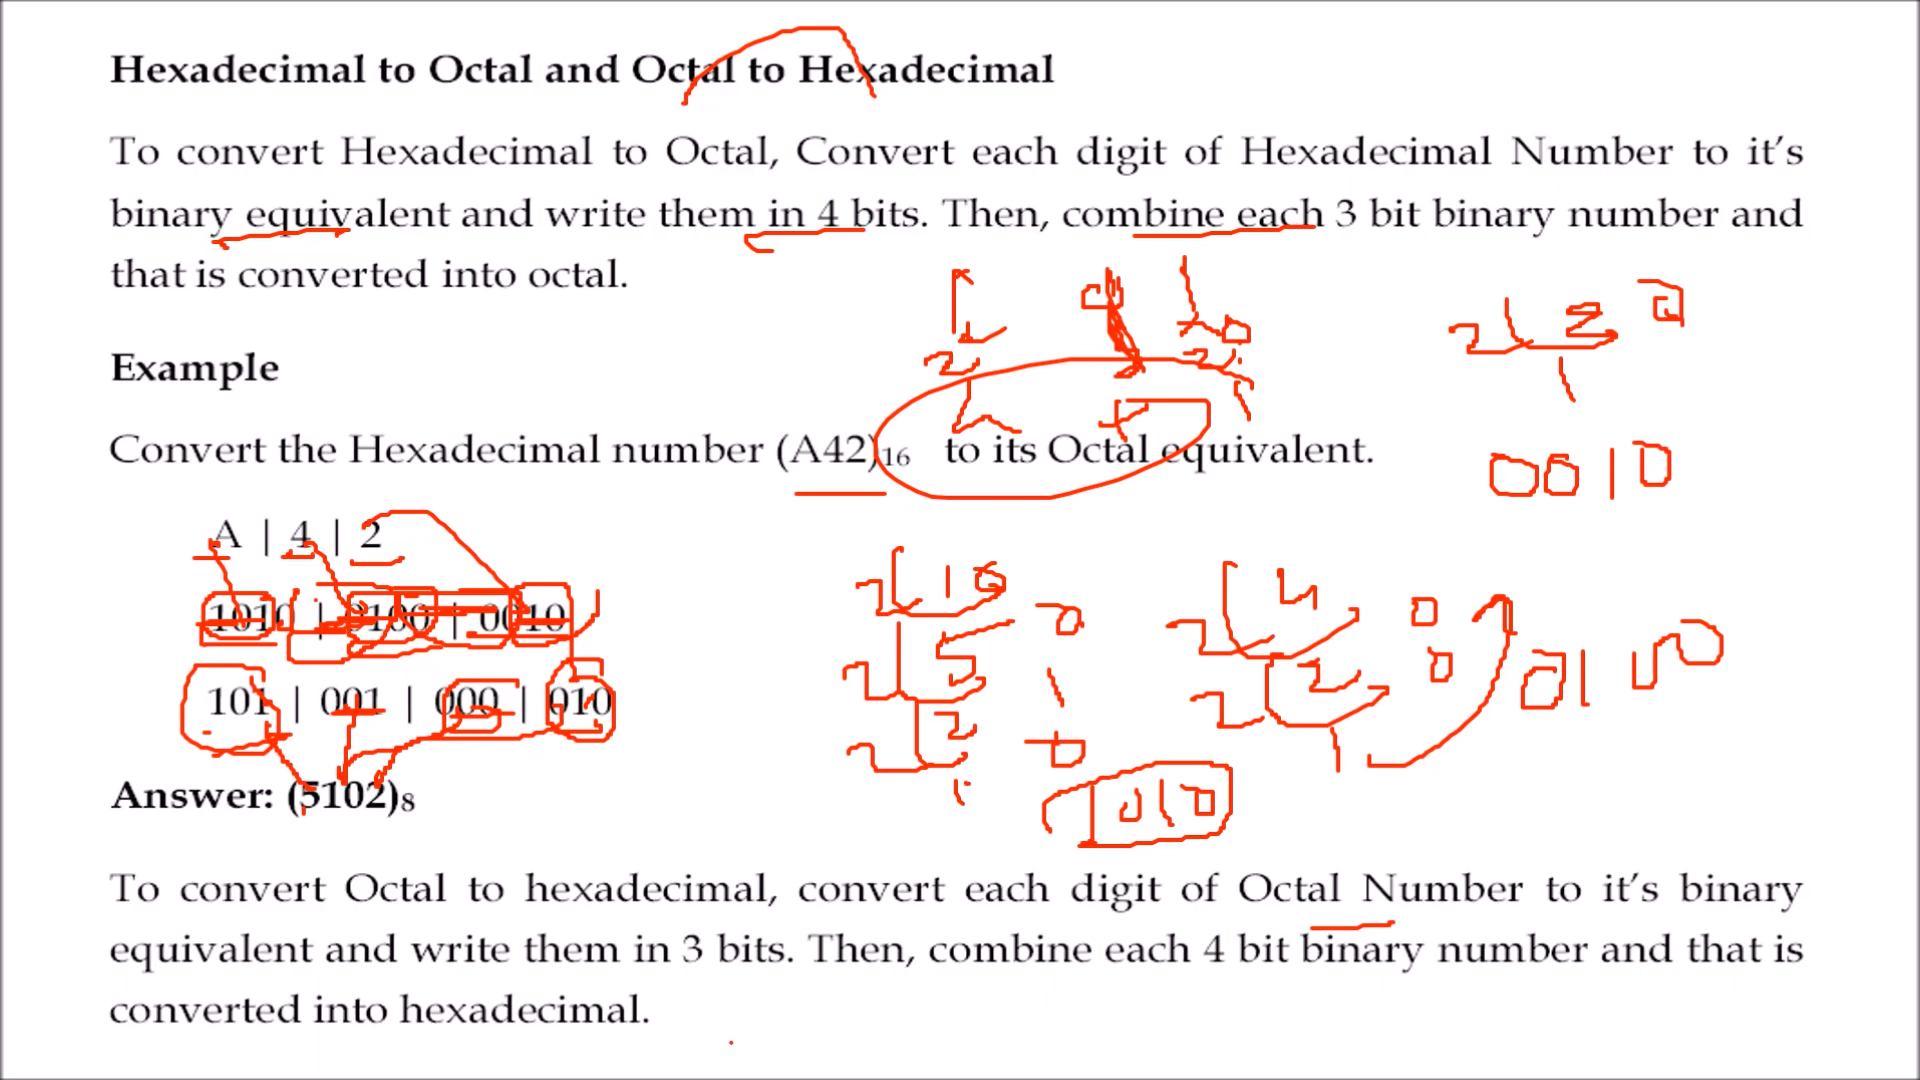 Hexadecimal to Octal and Octal to Hexadecimal
To convert Hexadecimal to Octal, Convert each digit of Hexadecimal Number to it's
binary equivalent and write them in 4 bits. Then, combine each 3 bit binary number and
that is converted into octal.
Example
Convert the Hexadecimal number (A42)16 to its Octal equivalent.
0010
A | 4 | 2
1010 | 0100 | 0010
101 | 001 | 000 | 010
1010
Answer: (5102)8
To convert Octal to hexadecimal, convert each digit of Octal Number to it's binary
equivalent and write them in 3 bits. Then, combine each 4 bit binary number and that is
converted into hexadecimal.